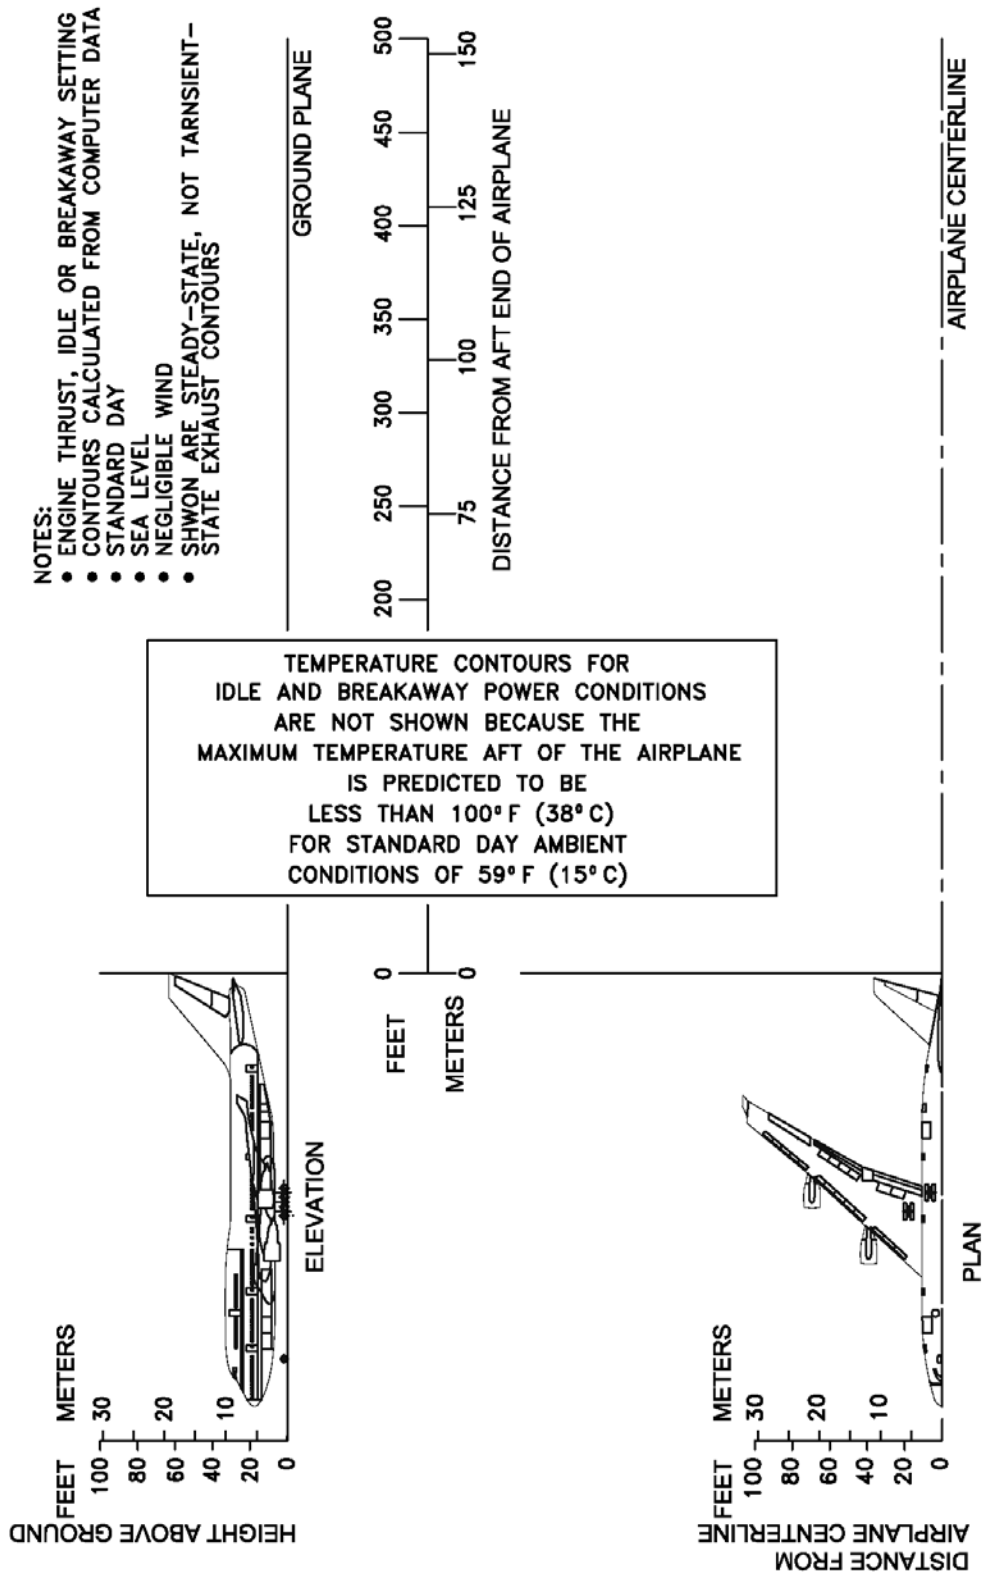 NOTES:
• ENGINE THRUST, IDLE OR BREAKAWAY SETTING
• CONTOURS CALCULATED FROM COMPUTER DATA
• STANDARD DAY
• SEA LEVEL
• NEGLIGIBLE WIND
• SHWON ARE STEADY-STATE, NOT TARNSIENT-
STATE EXHAUST CONTOURS
TEMPERATURE CONTOURS FOR
IDLE AND BREAKAWAY POWER CONDITIONS
ARE NOT SHOWN BECAUSE THE
MAXIMUM TEMPERATURE AFT OF THE AIRPLANE
IS PREDICTED TO BE
LESS THAN 100°F (38°C)
FOR STANDARD DAY AMBIENT
CONDITIONS OF 59°F (15°C)
HEIGHT ABOVE GROUND
FEET METERS
100
80
60
40
20
0
30
20
10
ELEVATION
GROUND PLANE
FEET
0 200 250 300 350 400 450 500
METERS
0 75 100 125 150
DISTANCE FROM AFT END OF AIRPLANE
DISTANCE FROM
AIRPLANE CENTERLINE
FEET METERS
100
80
60
40
20
0
30
20
10
PLAN
AIRPLANE CENTERLINE